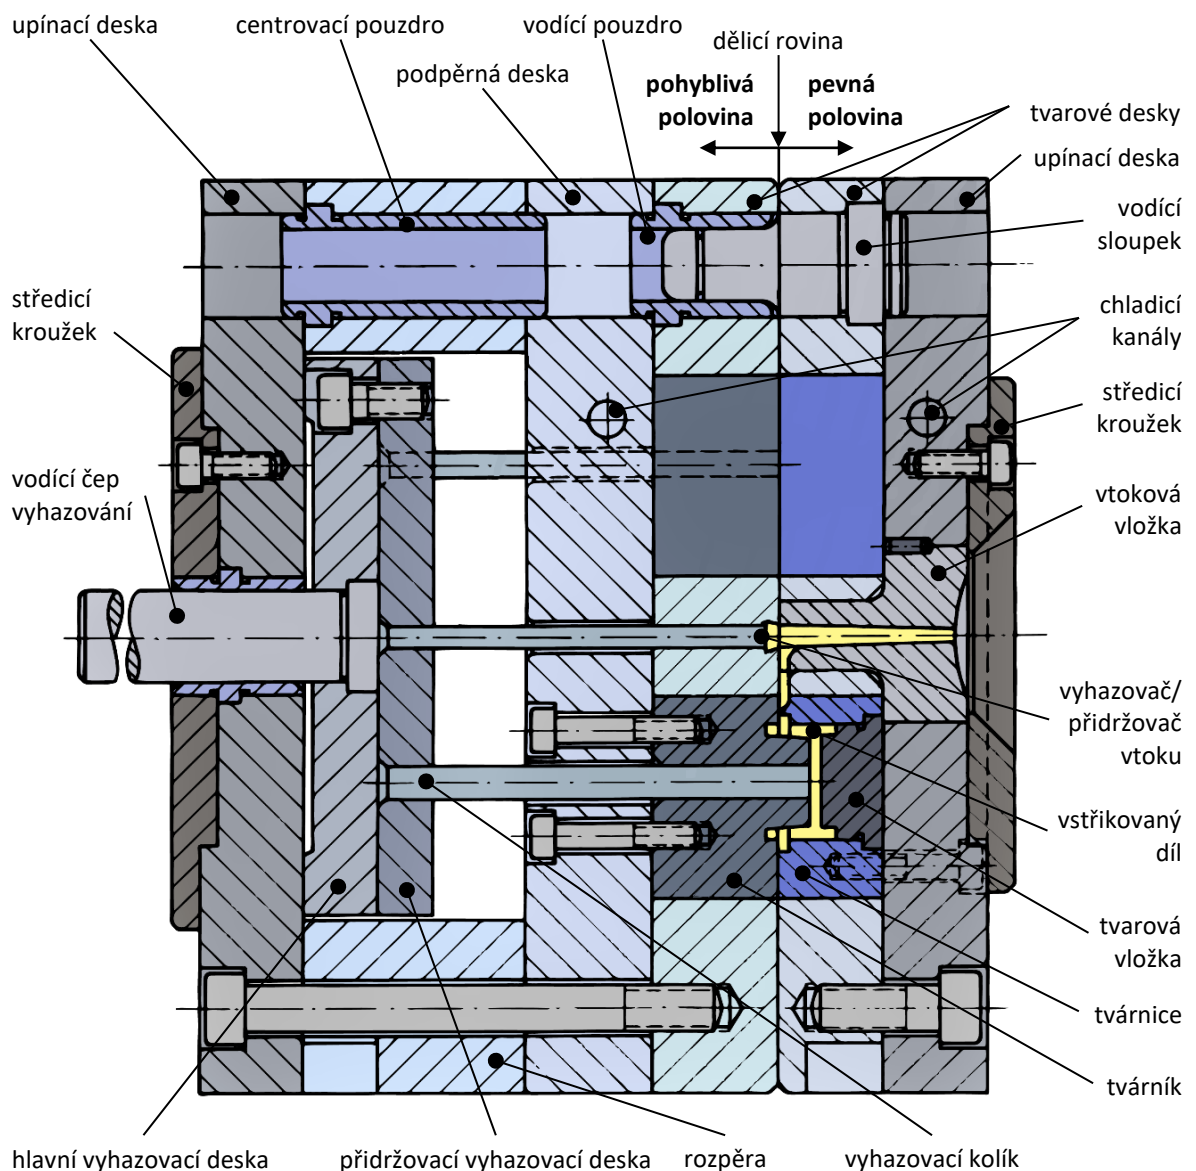 upínací deska
centrovací pouzdro
vodící pouzdro
dělicí rovina
podpěrná deska
pohyblivá
polovina
pevná
polovina
tvarové desky
upínací deska
vodící
sloupek
středicí
kroužek
chladicí
kanály
středicí
kroužek
vodící čep
vyhazování
vtoková
vložka
vyhazovač/
přidržovač
vtoku
vstřikovaný
díl
tvarová
vložka
tvárnice
tvárník
hlavní vyhazovací deska
přidržovací vyhazovací deska
rozpěra
vyhazovací kolík